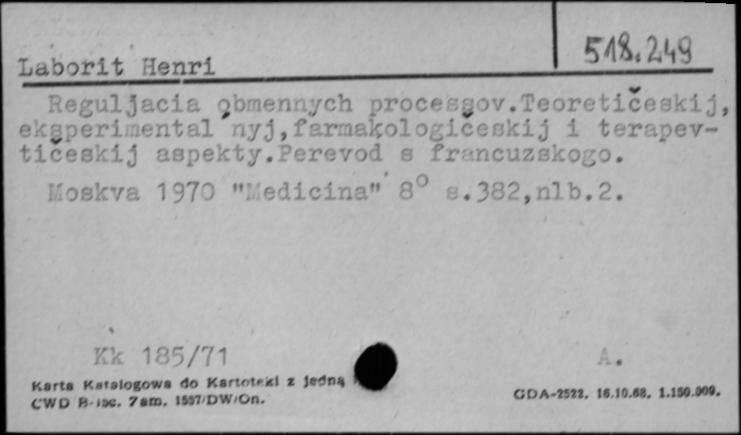 518.249
Laborit Henri
Reguljacia obmennych processov.Teoretičeskij,
eksperimental'nyj,farmakologičeskij i terapev-
tičeskij aspekty.Perevod s francuzskogo.
Moskva 1970 "Medicina" 8° s.382,nlb.2.
Kk 185/71
A.
Karta Katalogowa do Kartoteki z jedną
CWD 7am. 1557/DW/On.
GDA-2522. 16.10.68. 1.150.000.